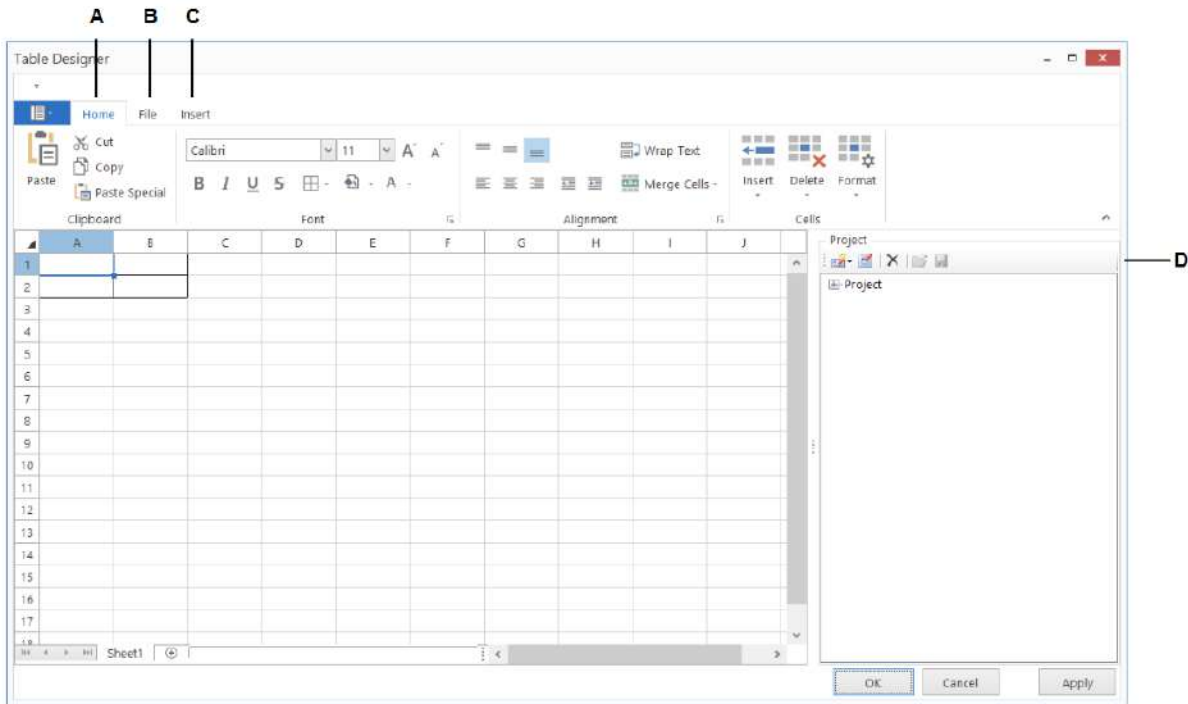 A B C
Table Designer
Home File Insert
Cut
Calibri 11 A A Wrap Text
Copy
Paste Paste Special B I U S A Merge Cells Insert Delete Format
Clipboard Font Alignment Cells
A B C D E F G H I J Project
D
1
2 Project
3
4
5
6
7
8
9
10
11
12
13
14
15
16
17
18
Sheet1
OK Cancel Apply